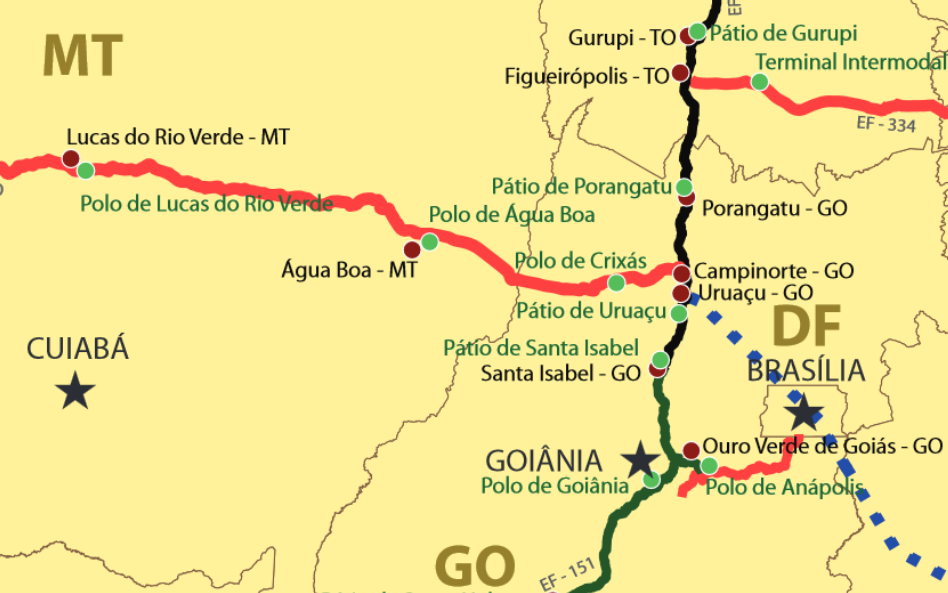 EF
MT
Gurupi - TO
Pátio de Gurupi
Terminal Intermodal
Figueirópolis - TO
EF - 334
Lucas do Rio Verde - MT
Polo de Lucas do Rio Verde
Pátio de Porangatu
Porangatu - GO
Polo de Água Boa
Água Boa - MT
Polo de Crixás
Campinorte - GO
Uruaçu - GO
Pátio de Uruaçu
DF
CUIABÁ
Pátio de Santa Isabel
Santa Isabel - GO
BRASÍLIA
Ouro Verde de Goiás - GO
GOIÂNIA
Polo de Goiânia
Polo de Anápolis
GO
EF - 151